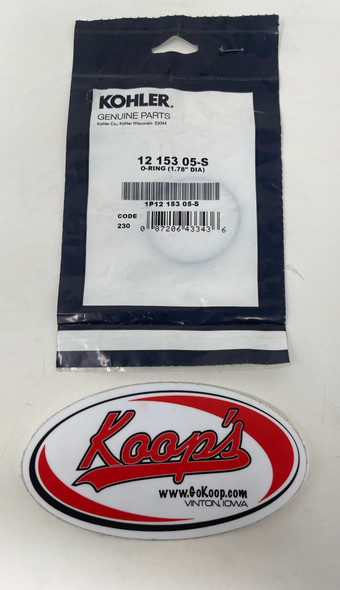 KOHLER.
GENUINE PARTS
Kohler Co., Kohler Wisconsin 53044
12 153 05-S
O-RING (1.78" DIA)
1P12 153 05-S
CODE
230
0 87206 43343 6
Koop's
www.GoKoop.com
VINTON, IOWA